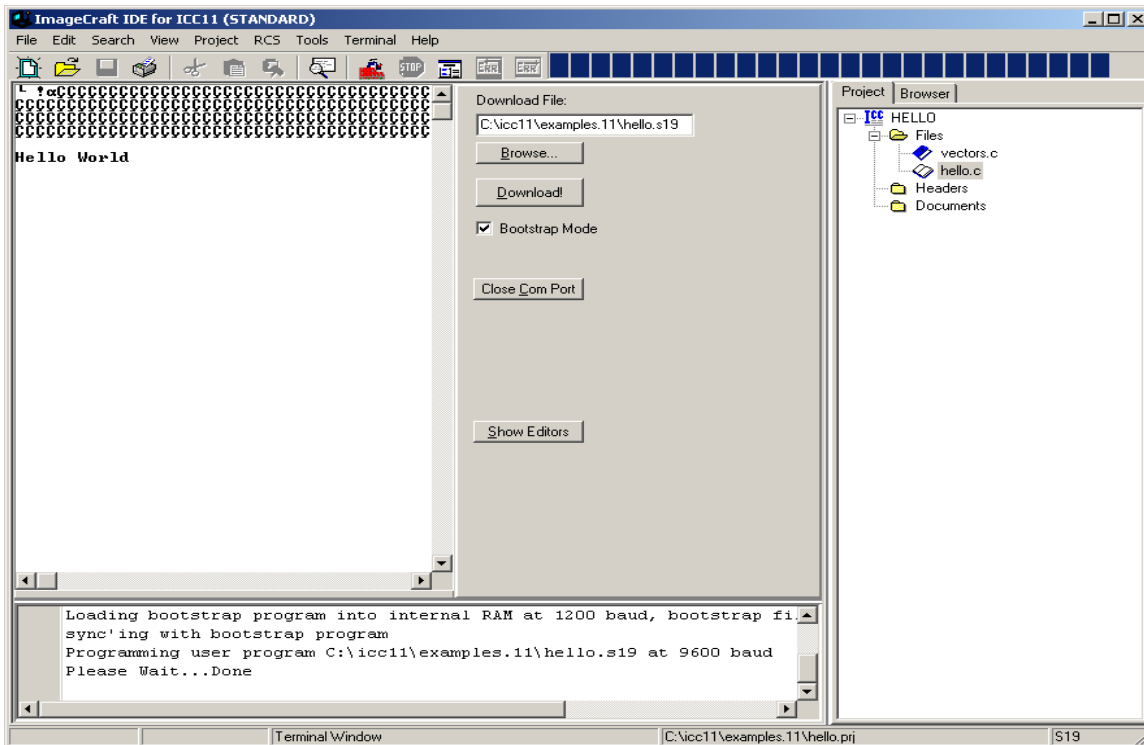 ImageCraft IDE for ICC11 (STANDARD)
File Edit Search View Project RCS Tools Terminal Help
STOP ERR ERR
Hello World
Download File:
C:\icc11\examples.11\hello.s19
Browse...
Download!
Bootstrap Mode
Close Com Port
Show Editors
Project Browser
ICC HELLO
Files
vectors.c
hello.c
Headers
Documents
Loading bootstrap program into internal RAM at 1200 baud, bootstrap fi
sync'ing with bootstrap program
Programming user program C:\icc11\examples.11\hello.s19 at 9600 baud
Please Wait...Done
Terminal Window C:\icc11\examples.11\hello.prj S19